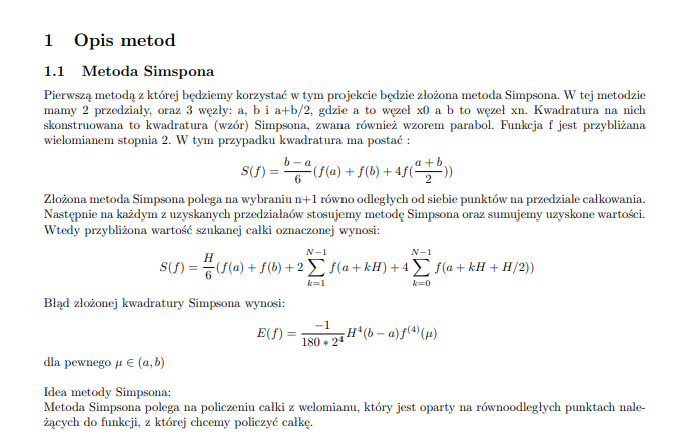 1 Opis metod
1.1 Metoda Simspona
Pierwszą metodą z której będziemy korzystać w tym projekcie będzie złożona metoda Simpsona. W tej metodzie
mamy 2 przedziały, oraz 3 węzły: a, b i a+b/2, gdzie a to węzeł x0 a b to węzeł xn. Kwadratura na nich
skonstruowana to kwadratura (wzór) Simpsona, zwana również wzorem parabol. Funkcja f jest przybliżana
wielomianem stopnia 2. W tym przypadku kwadratura ma postać :
S(f) = \frac{b-a}{6}(f(a) + f(b) + 4f(\frac{a+b}{2}))
Złożona metoda Simpsona polega na wybraniu n+1 równo odległych od siebie punktów na przedziale całkowania.
Następnie na każdym z uzyskanych przedzialaów stosujemy metodę Simpsona oraz sumujemy uzyskone wartości.
Wtedy przybliżona wartość szukanej całki oznaczonej wynosi:
S(f) = \frac{H}{6}(f(a) + f(b) + 2\sum_{k=1}^{N-1} f(a + kH) + 4\sum_{k=0}^{N-1} f(a + kH + H/2))
Błąd złożonej kwadratury Simpsona wynosi:
E(f) = \frac{-1}{180 * 2^4}H^4(b - a)f^{(4)}(μ)
dla pewnego μ ∈ (a, b)
Idea metody Simpsona:
Metoda Simpsona polega na policzeniu całki z welomianu, który jest oparty na równoodległych punktach nale-
żących do funkcji, z której chcemy policzyć całkę.